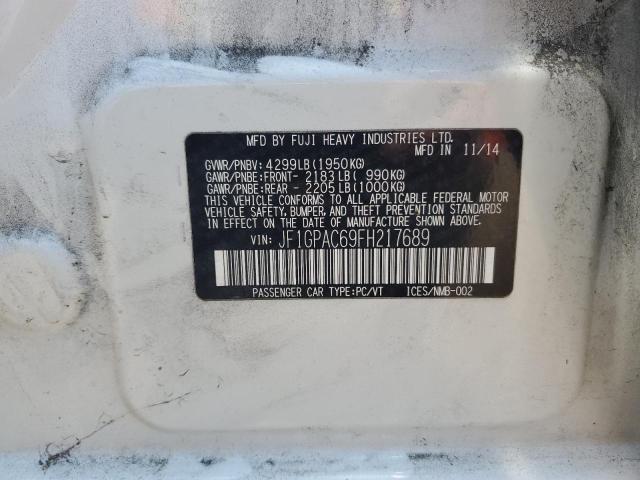 MFD BY FUJI HEAVY INDUSTRIES LTD.
MFD IN 11/14
GVWR/PNBV: 4299LB(1950KG)
GAWR/PNBE:FRONT- 2183LB( 990KG)
GAWR/PNBE:REAR - 2205LB(1000KG)
THIS VEHICLE CONFORMS TO ALL APPLICABLE FEDERAL MOTOR
VEHICLE SAFETY, BUMPER, AND THEFT PREVENTION STANDARDS
IN EFFECT ON THE DATE OF MANUFACTURE SHOWN ABOVE.
VIN: JF1GPAC69FH217689
PASSENGER CAR TYPE:PC/VT ICES/NMB-002